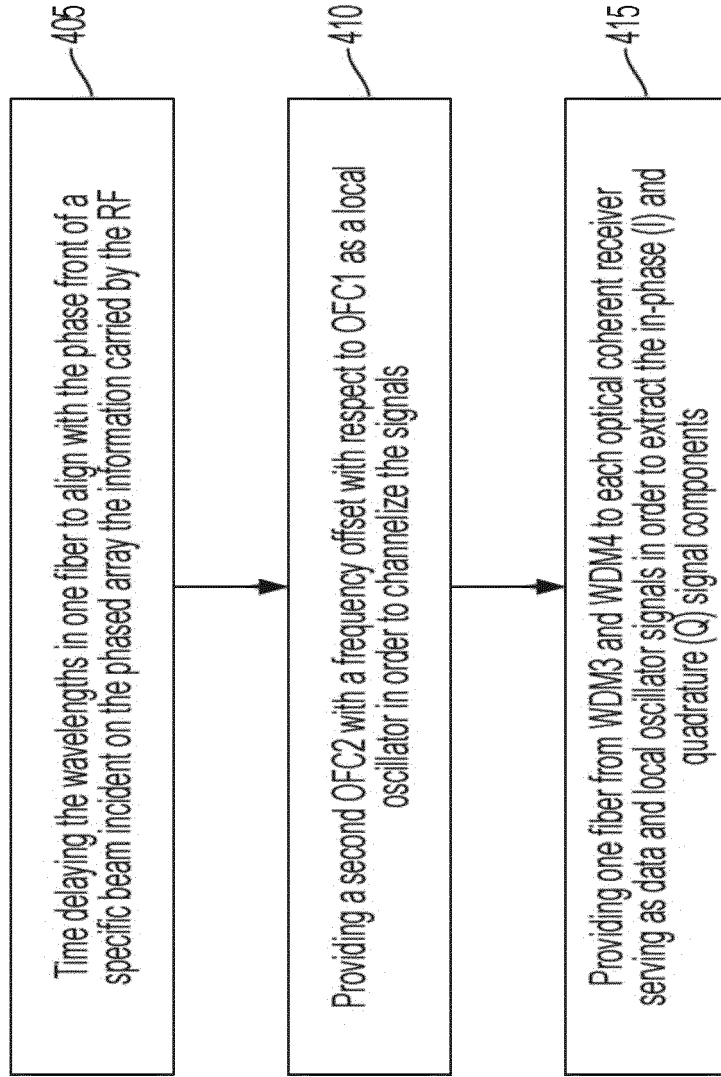 Time delaying the wavelengths in one fiber to align with the phase front of a
specific beam incident on the phased array the information carried by the RF
405
Providing a second OFC2 with a frequency offset with respect to OFC1 as a local
oscillator in order to channelize the signals
410
Providing one fiber from WDM3 and WDM4 to each optical coherent receiver
serving as data and local oscillator signals in order to extract the in-phase (I) and
quadrature (Q) signal components
415